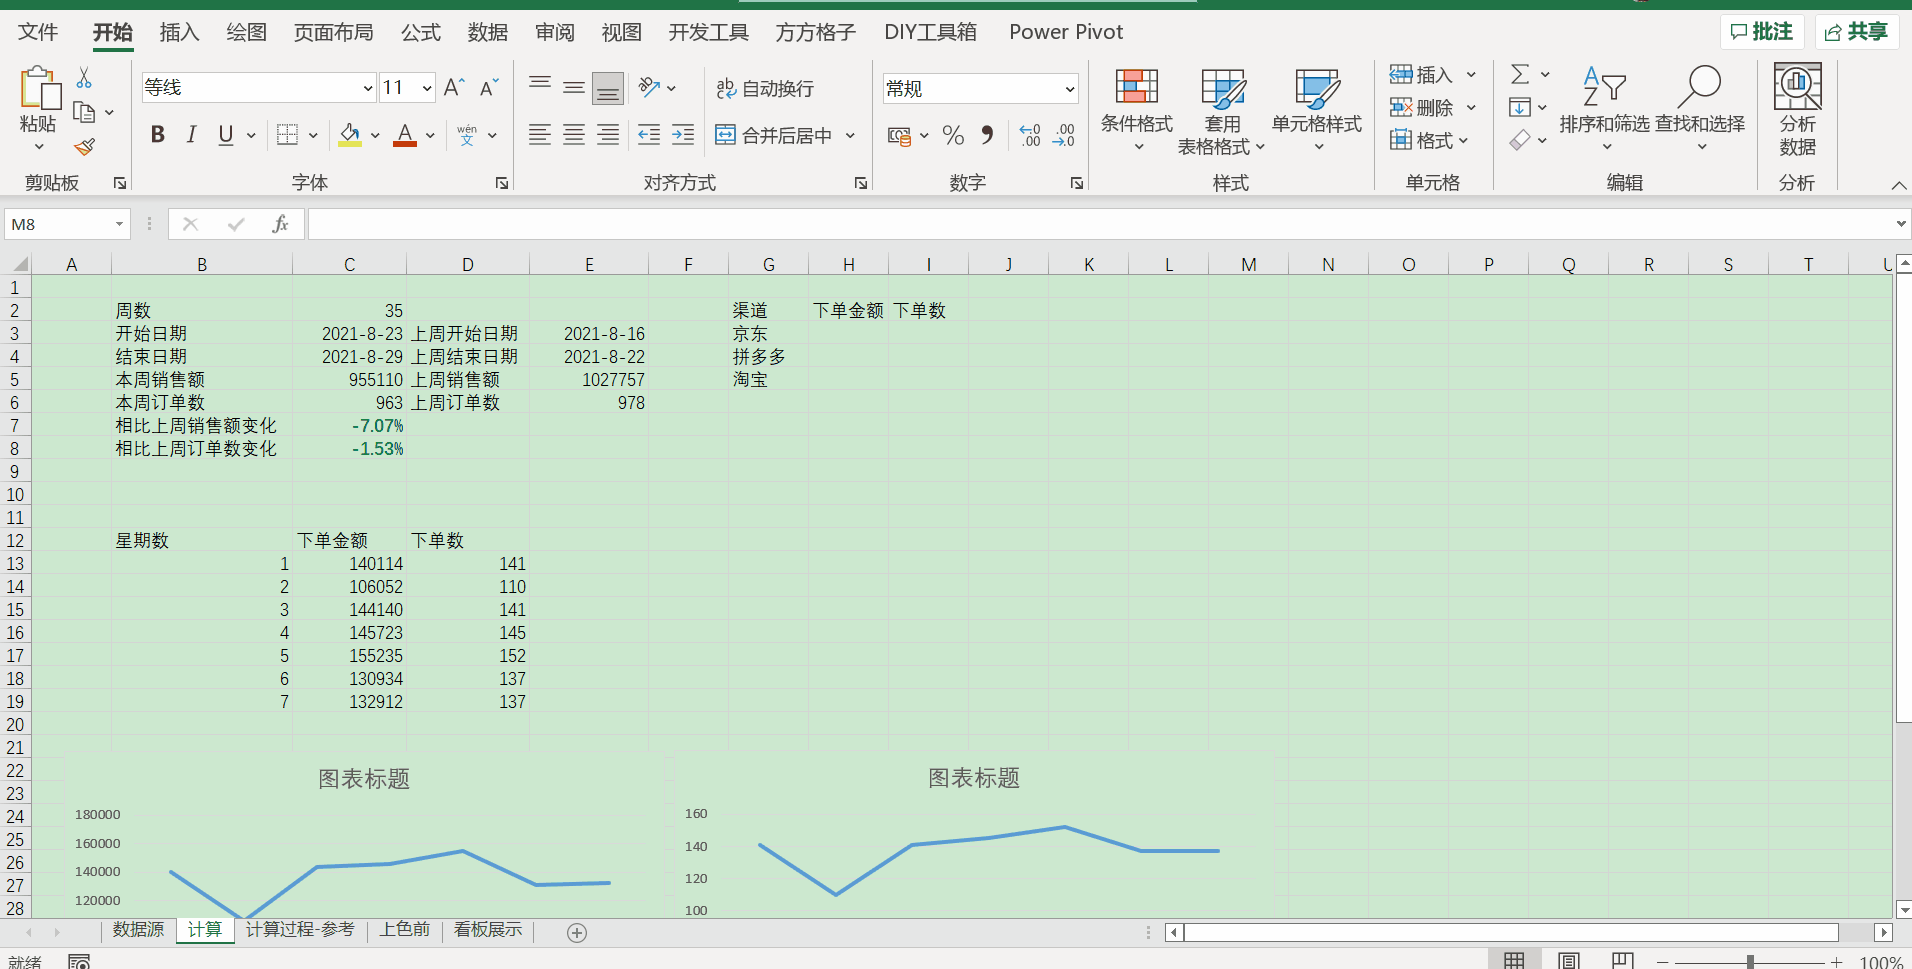 文件 开始 插入 绘图 页面布局 公式 数据 审阅 视图 开发工具 方方格子 DIY工具箱 Power Pivot 批注 共享
等线 11 自动换行 常规 插入
粘贴 B I U wén 文 合并后居中 % 条件格式 套用 表格格式 单元格样式 删除 格式 排序和筛选 查找和选择 分析 数据
剪贴板 字体 对齐方式 数字 样式 单元格 编辑 分析
M8 fx
A B C D E F G H I J K L M N O P Q R S T U
1
2 周数 35 渠道 下单金额 下单数
3 开始日期 2021-8-23 上周开始日期 2021-8-16 京东
4 结束日期 2021-8-29 上周结束日期 2021-8-22 拼多多
5 本周销售额 955110 上周销售额 1027757 淘宝
6 本周订单数 963 上周订单数 978
7 相比上周销售额变化 -7.07%
8 相比上周订单数变化 -1.53%
9
10
11
12 星期数 下单金额 下单数
13 1 140114 141
14 2 106052 110
15 3 144140 141
16 4 145723 145
17 5 155235 152
18 6 130934 137
19 7 132912 137
20
21
22 图表标题 图表标题
23
24 180000 160
25 160000 140
26 140000 120
27 120000 100
28
数据源 计算 计算过程-参考 上色前 看板展示
就绪 100%